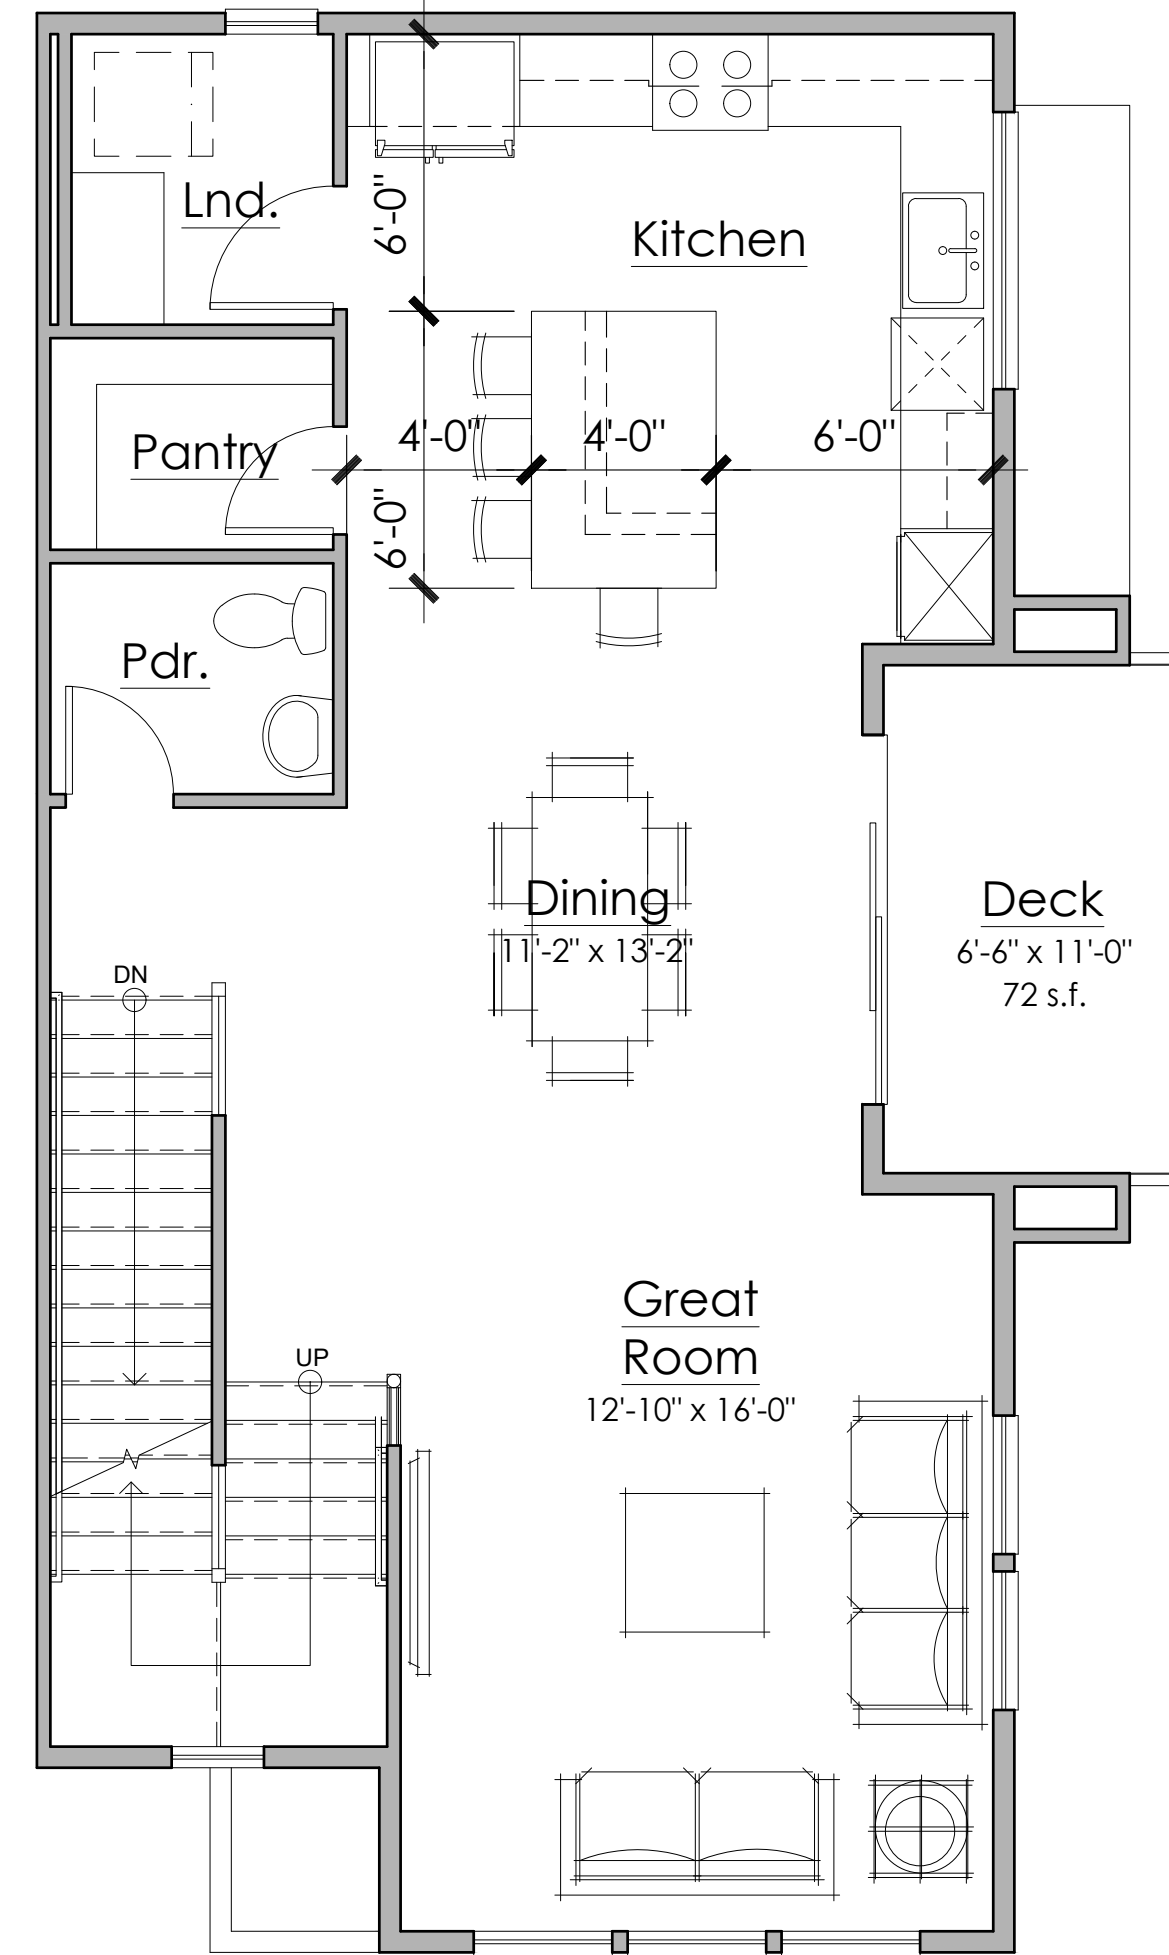 Lnd.
6'-0"
Kitchen
Pantry
4'-0"
4'-0"
6'-0"
6'-0"
Pdr.
Dining
11'-2" x 13'-2"
Deck
6'-6" x 11'-0"
72 s.f.
DN
UP
Great
Room
12'-10" x 16'-0"